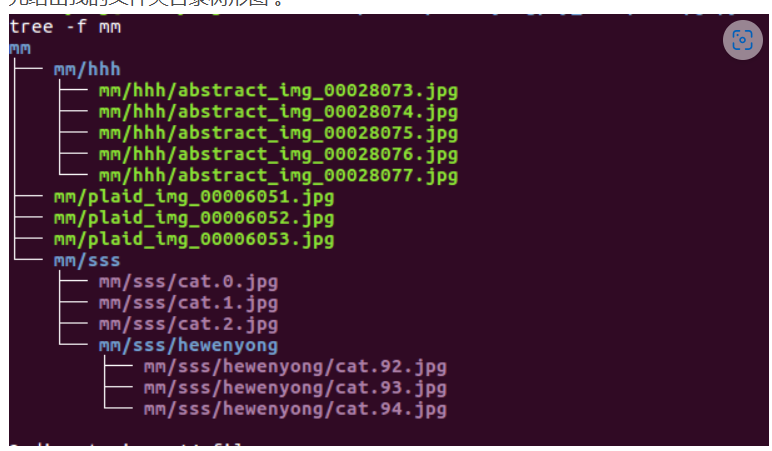 tree -f mm
mm
├── mm/hhh
│   ├── mm/hhh/abstract_img_00028073.jpg
│   ├── mm/hhh/abstract_img_00028074.jpg
│   ├── mm/hhh/abstract_img_00028075.jpg
│   ├── mm/hhh/abstract_img_00028076.jpg
│   └── mm/hhh/abstract_img_00028077.jpg
├── mm/plaid_img_00006051.jpg
├── mm/plaid_img_00006052.jpg
├── mm/plaid_img_00006053.jpg
└── mm/sss
    ├── mm/sss/cat.0.jpg
    ├── mm/sss/cat.1.jpg
    ├── mm/sss/cat.2.jpg
    └── mm/sss/hewenyong
        ├── mm/sss/hewenyong/cat.92.jpg
        ├── mm/sss/hewenyong/cat.93.jpg
        └── mm/sss/hewenyong/cat.94.jpg